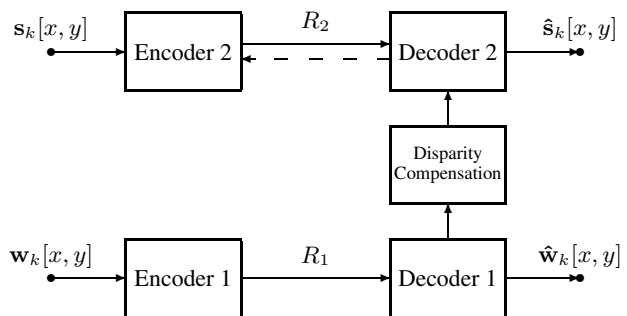 s_k[x, y]
Encoder 2
R_2
Decoder 2
ŝ_k[x, y]
Disparity
Compensation
w_k[x, y]
Encoder 1
R_1
Decoder 1
ŵ_k[x, y]